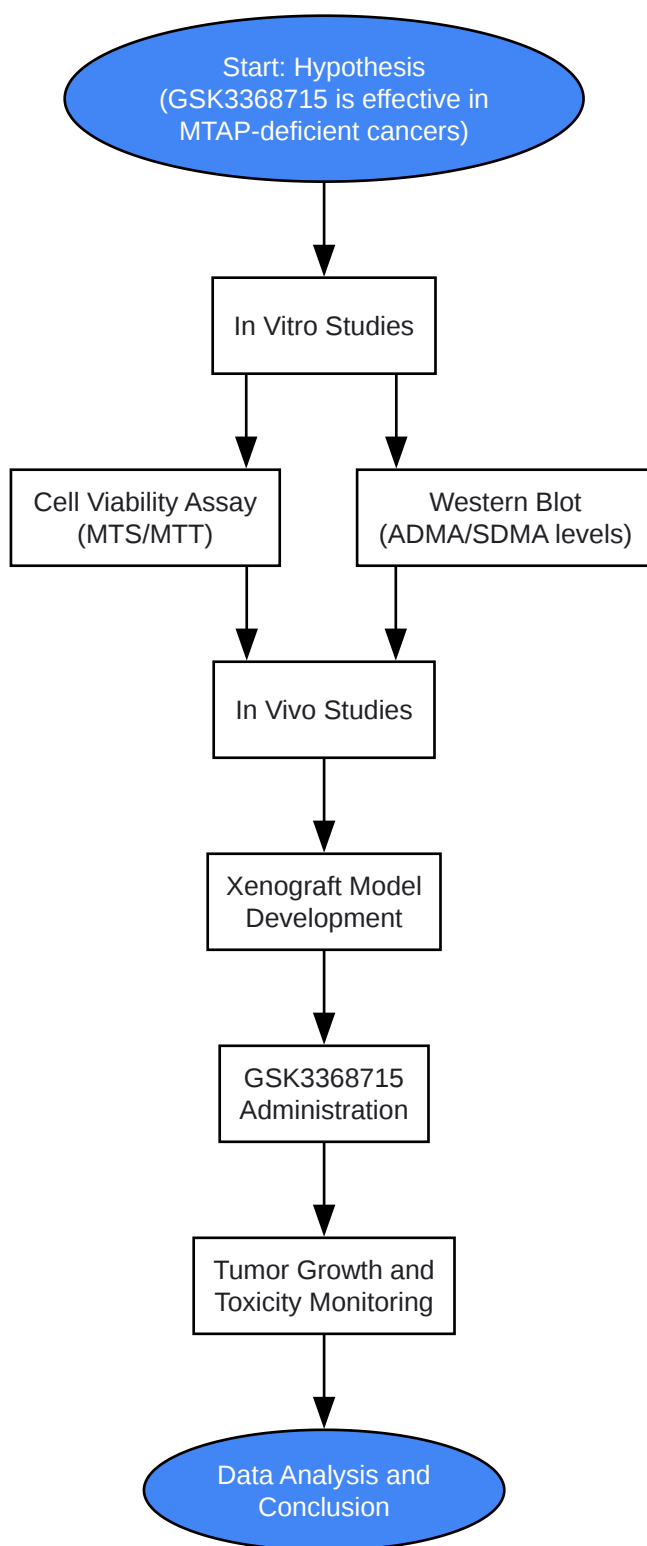 Start: Hypothesis
(GSK3368715 is effective in
MTAP-deficient cancers)
In Vitro Studies
Cell Viability Assay
(MTS/MTT)
Western Blot
(ADMA/SDMA levels)
In Vivo Studies
Xenograft Model
Development
GSK3368715
Administration
Tumor Growth and
Toxicity Monitoring
Data Analysis and
Conclusion